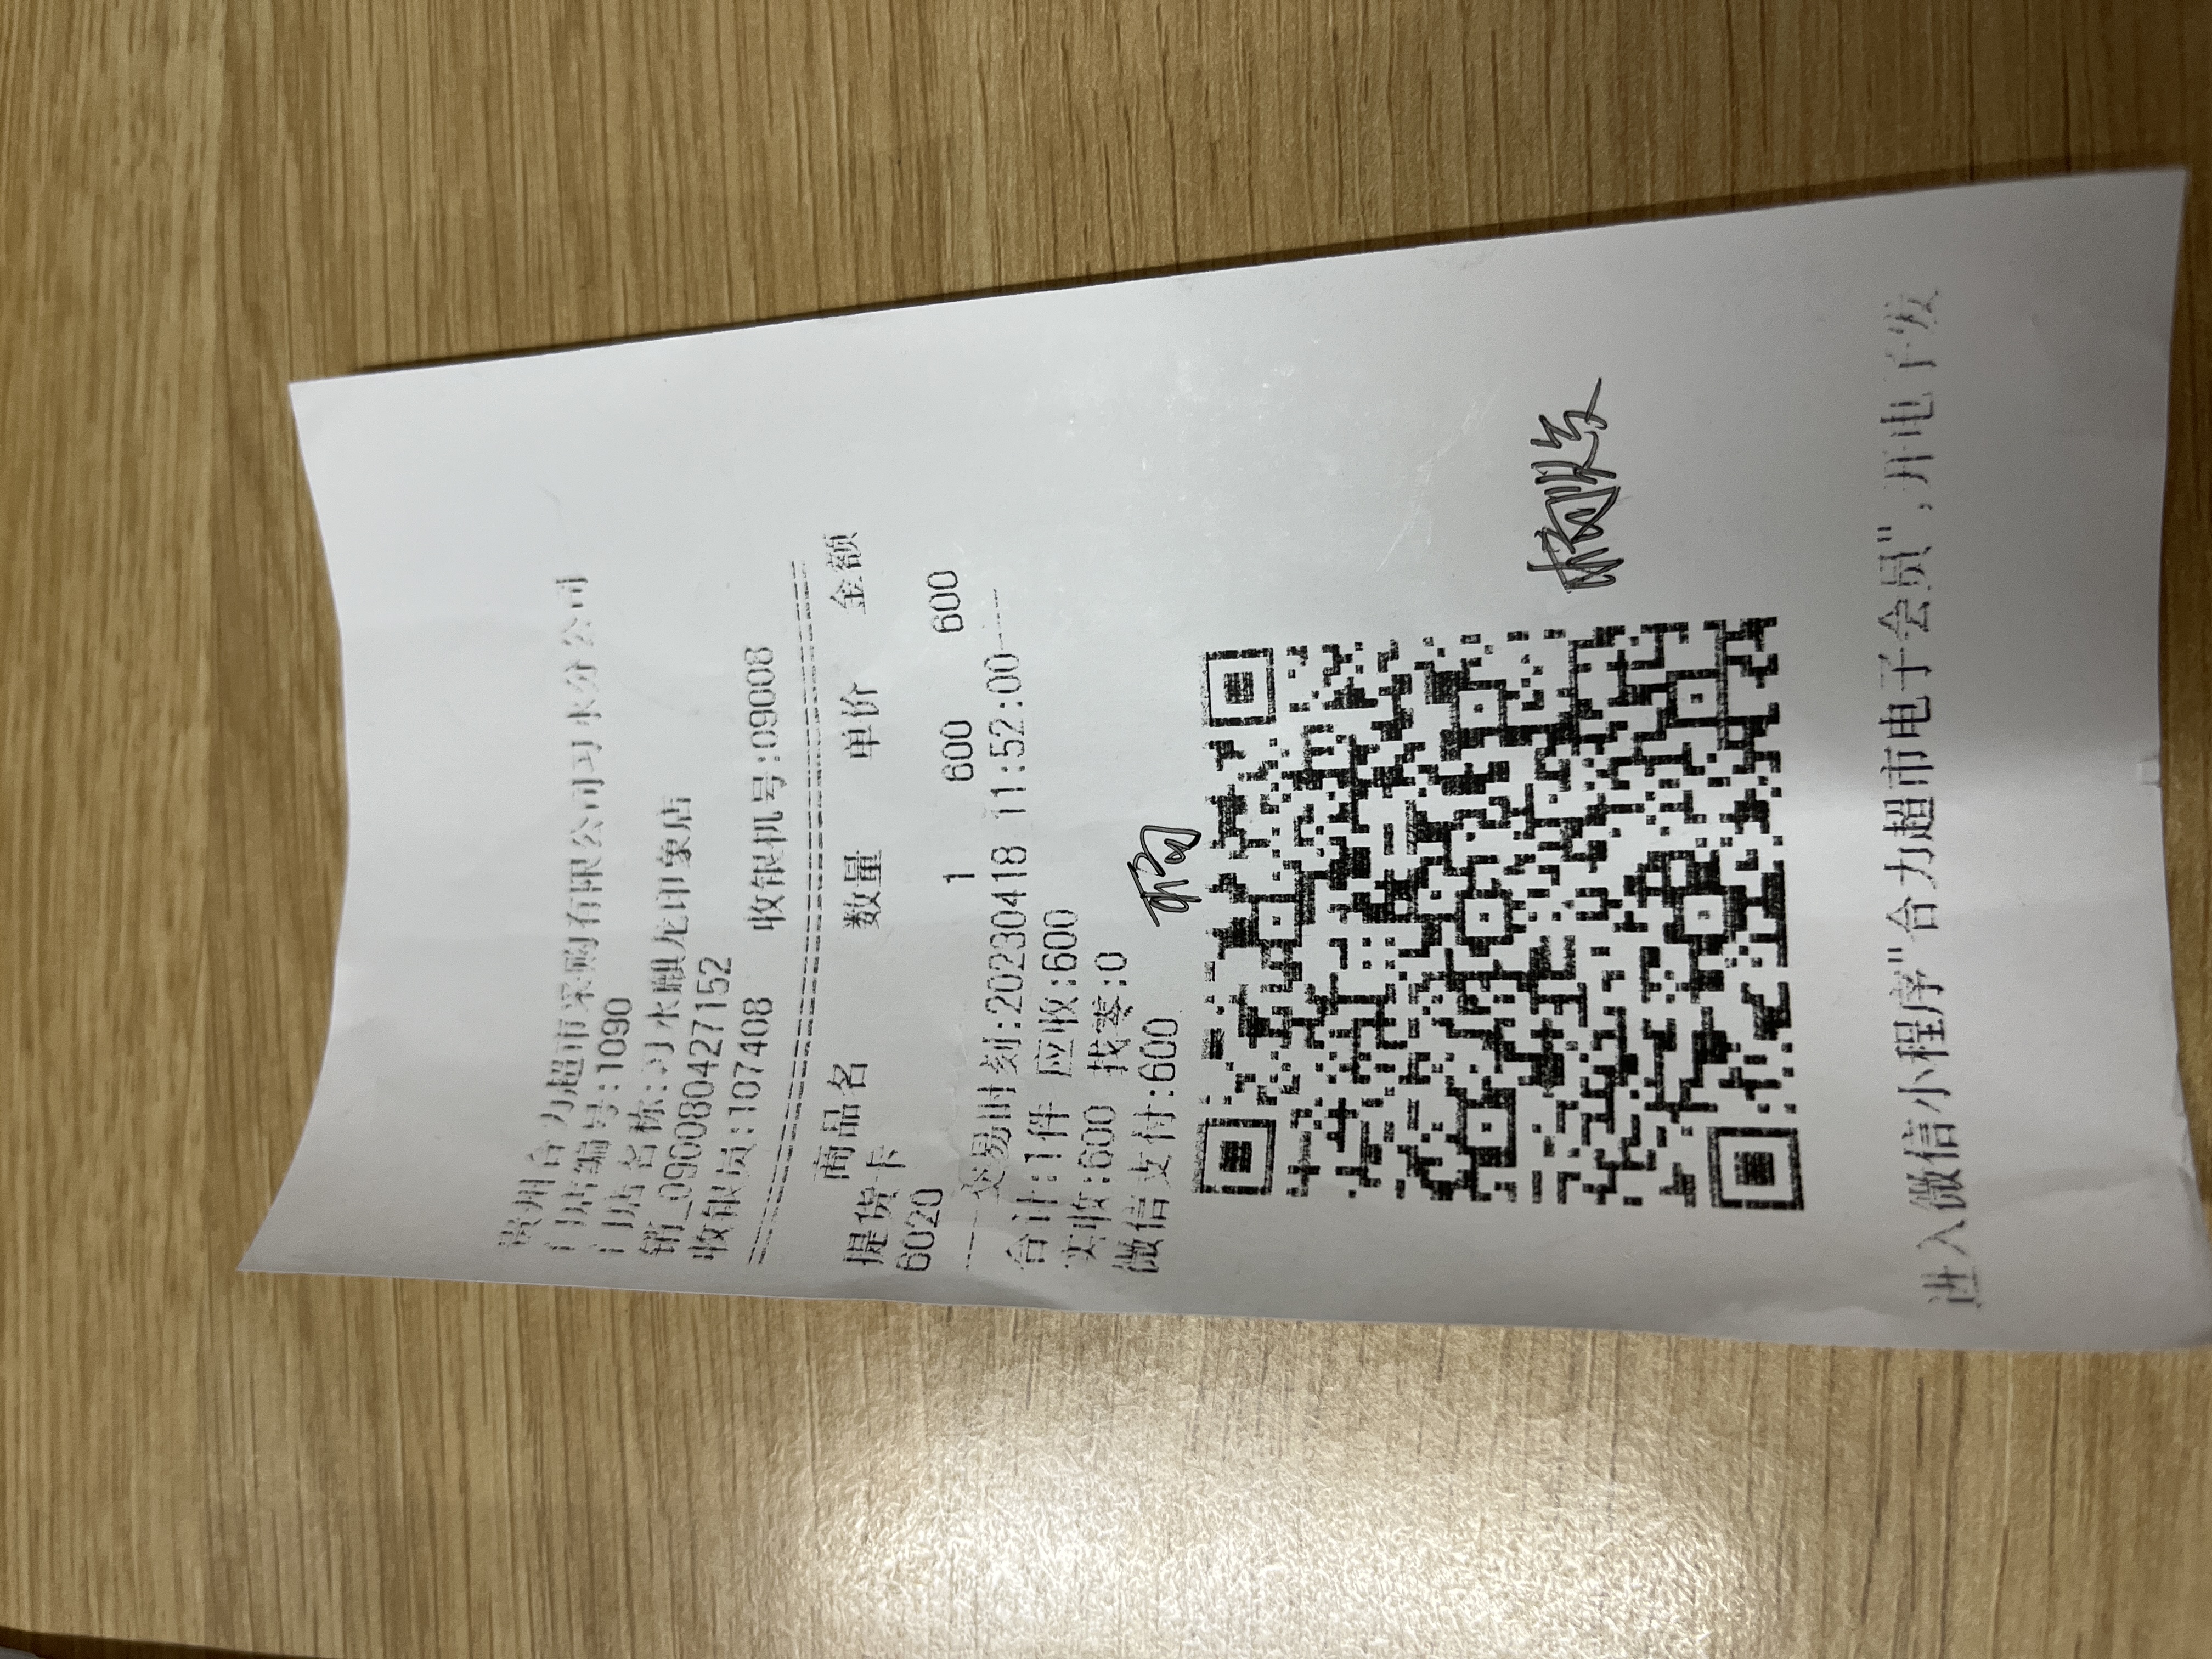 贵州合力超市采购有限公司习水分公司
门店编号:1090
门店名称:习水麒龙印象店
销_090080427152
收银员:107408 收银机号:09008
商品名 数量 单价 金额
提货卡
6020 1 600 600
----交易时刻:20230418 11:52:00----
合计:1件 应收:600
实收:600 找零:0
微信支付:600
进入微信小程序"合力超市电子会员",开电子发